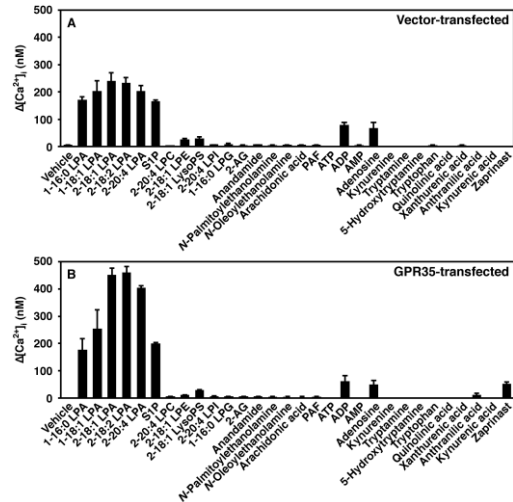 A
Vector-transfected
500
400
300
200
100
0
Δ[Ca²⁺]i (nM)
Vehicle
1-16:0 LPA
1-18:1 LPA
2-18:1 LPA
2-18:2 LPA
2-20:4 LPA
S1P
2-20:4 LPC
2-18:1 LPE
2-18:1 LysoPS
2-20:4 LPI
1-16:0 LPG
2-AG
Anandamide
N-Palmitoylethanolamine
N-Oleoylethanolamine
Arachidonic acid
PAF
ATP
ADP
AMP
Adenosine
Kynurenine
Tryptamine
5-Hydroxytryptamine
Tryptophan
Quinolinic acid
Xanthurenic acid
Anthranilic acid
Kynurenic acid
Zaprinast
B
GPR35-transfected
500
400
300
200
100
0
Δ[Ca²⁺]i (nM)
Vehicle
1-16:0 LPA
1-18:1 LPA
2-18:1 LPA
2-18:2 LPA
2-20:4 LPA
S1P
2-20:4 LPC
2-18:1 LPE
2-18:1 LysoPS
2-20:4 LPI
1-16:0 LPG
2-AG
Anandamide
N-Palmitoylethanolamine
N-Oleoylethanolamine
Arachidonic acid
PAF
ATP
ADP
AMP
Adenosine
Kynurenine
Tryptamine
5-Hydroxytryptamine
Tryptophan
Quinolinic acid
Xanthurenic acid
Anthranilic acid
Kynurenic acid
Zaprinast